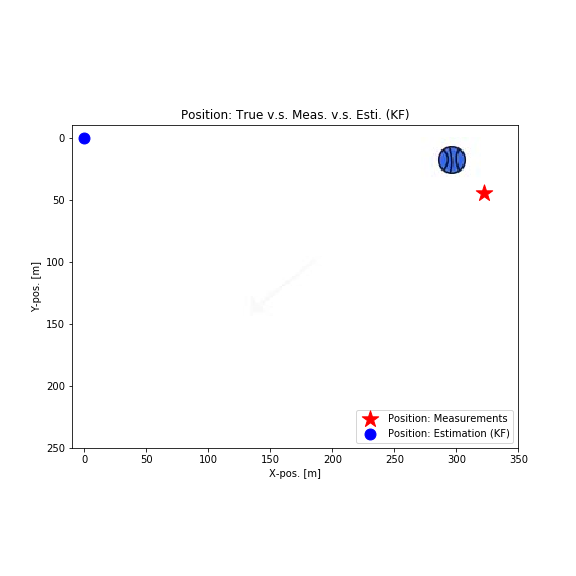 Position: True v.s. Meas. v.s. Esti. (KF)
0
50
100
150
200
250
Y-pos. [m]
Position: Measurements
Position: Estimation (KF)
0 50 100 150 200 250 300 350
X-pos. [m]